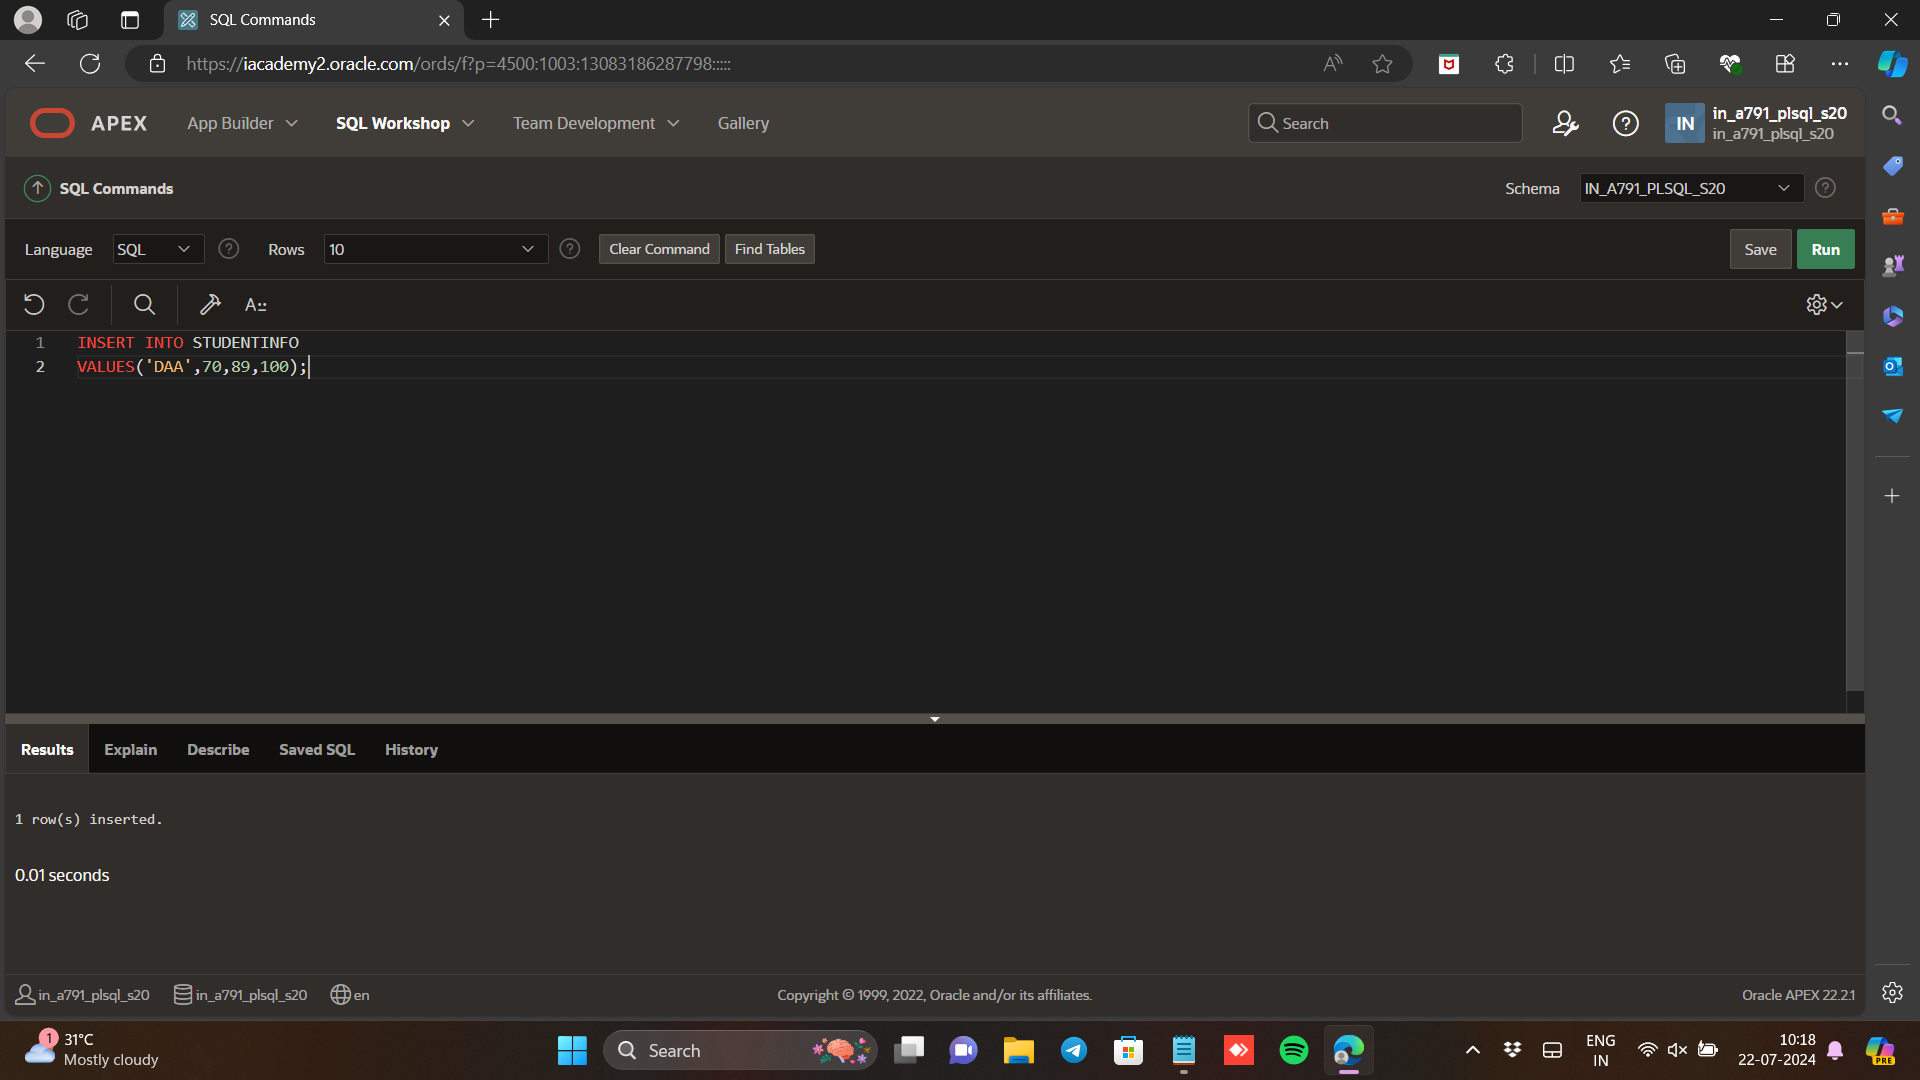 SQL Commands
https://iacademy2.oracle.com/ords/f?p=4500:1003:13083186287798:::::
APEX
App Builder
SQL Workshop
Team Development
Gallery
Search
IN
in_a791_plsql_s20
in_a791_plsql_s20
SQL Commands
Schema
IN_A791_PLSQL_S20
Language
SQL
Rows
10
Clear Command
Find Tables
Save
Run
A::
1 INSERT INTO STUDENTINFO
2 VALUES('DAA',70,89,100);
Results
Explain
Describe
Saved SQL
History
1 row(s) inserted.
0.01 seconds
in_a791_plsql_s20
in_a791_plsql_s20
en
Copyright © 1999, 2022, Oracle and/or its affiliates.
Oracle APEX 22.2.1
1
31°C
Mostly cloudy
Search
ENG
IN
10:18
22-07-2024
PRE